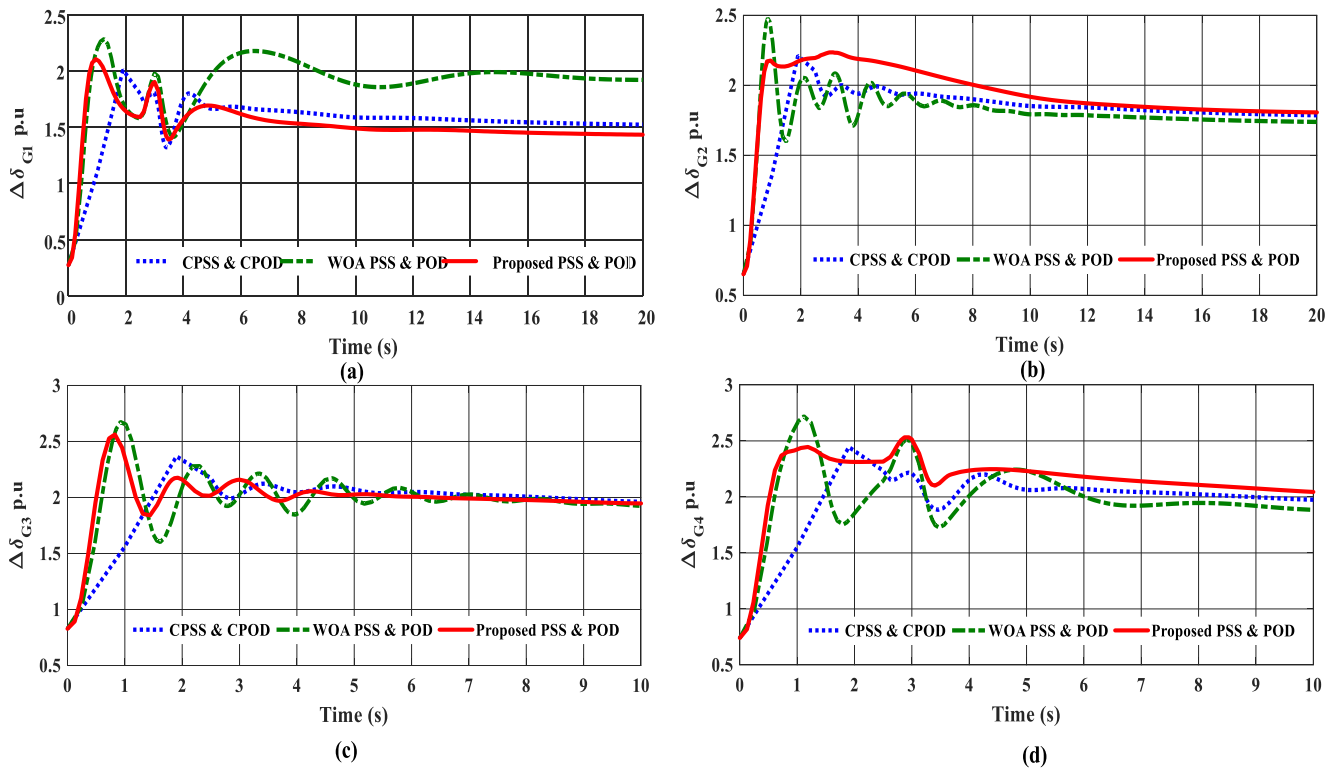 2.5
2
1.5
1
0.5
0
Δδ G1 p.u
CPSS & CPOD WOA PSS & POD Proposed PSS & POD
0 2 4 6 8 10 12 14 16 18 20
Time (s)
(a)
2.5
2
1.5
1
0.5
Δδ G2 p.u
CPSS & CPOD WOA PSS & POD Proposed PSS & POD
0 2 4 6 8 10 12 14 16 18 20
Time (s)
(b)
3
2.5
2
1.5
1
0.5
Δδ G3 p.u
CPSS & CPOD WOA PSS & POD Proposed PSS & POD
0 1 2 3 4 5 6 7 8 9 10
Time (s)
(c)
3
2.5
2
1.5
1
0.5
Δδ G4 p.u
CPSS & CPOD WOA PSS & POD Proposed PSS & POD
0 1 2 3 4 5 6 7 8 9 10
Time (s)
(d)